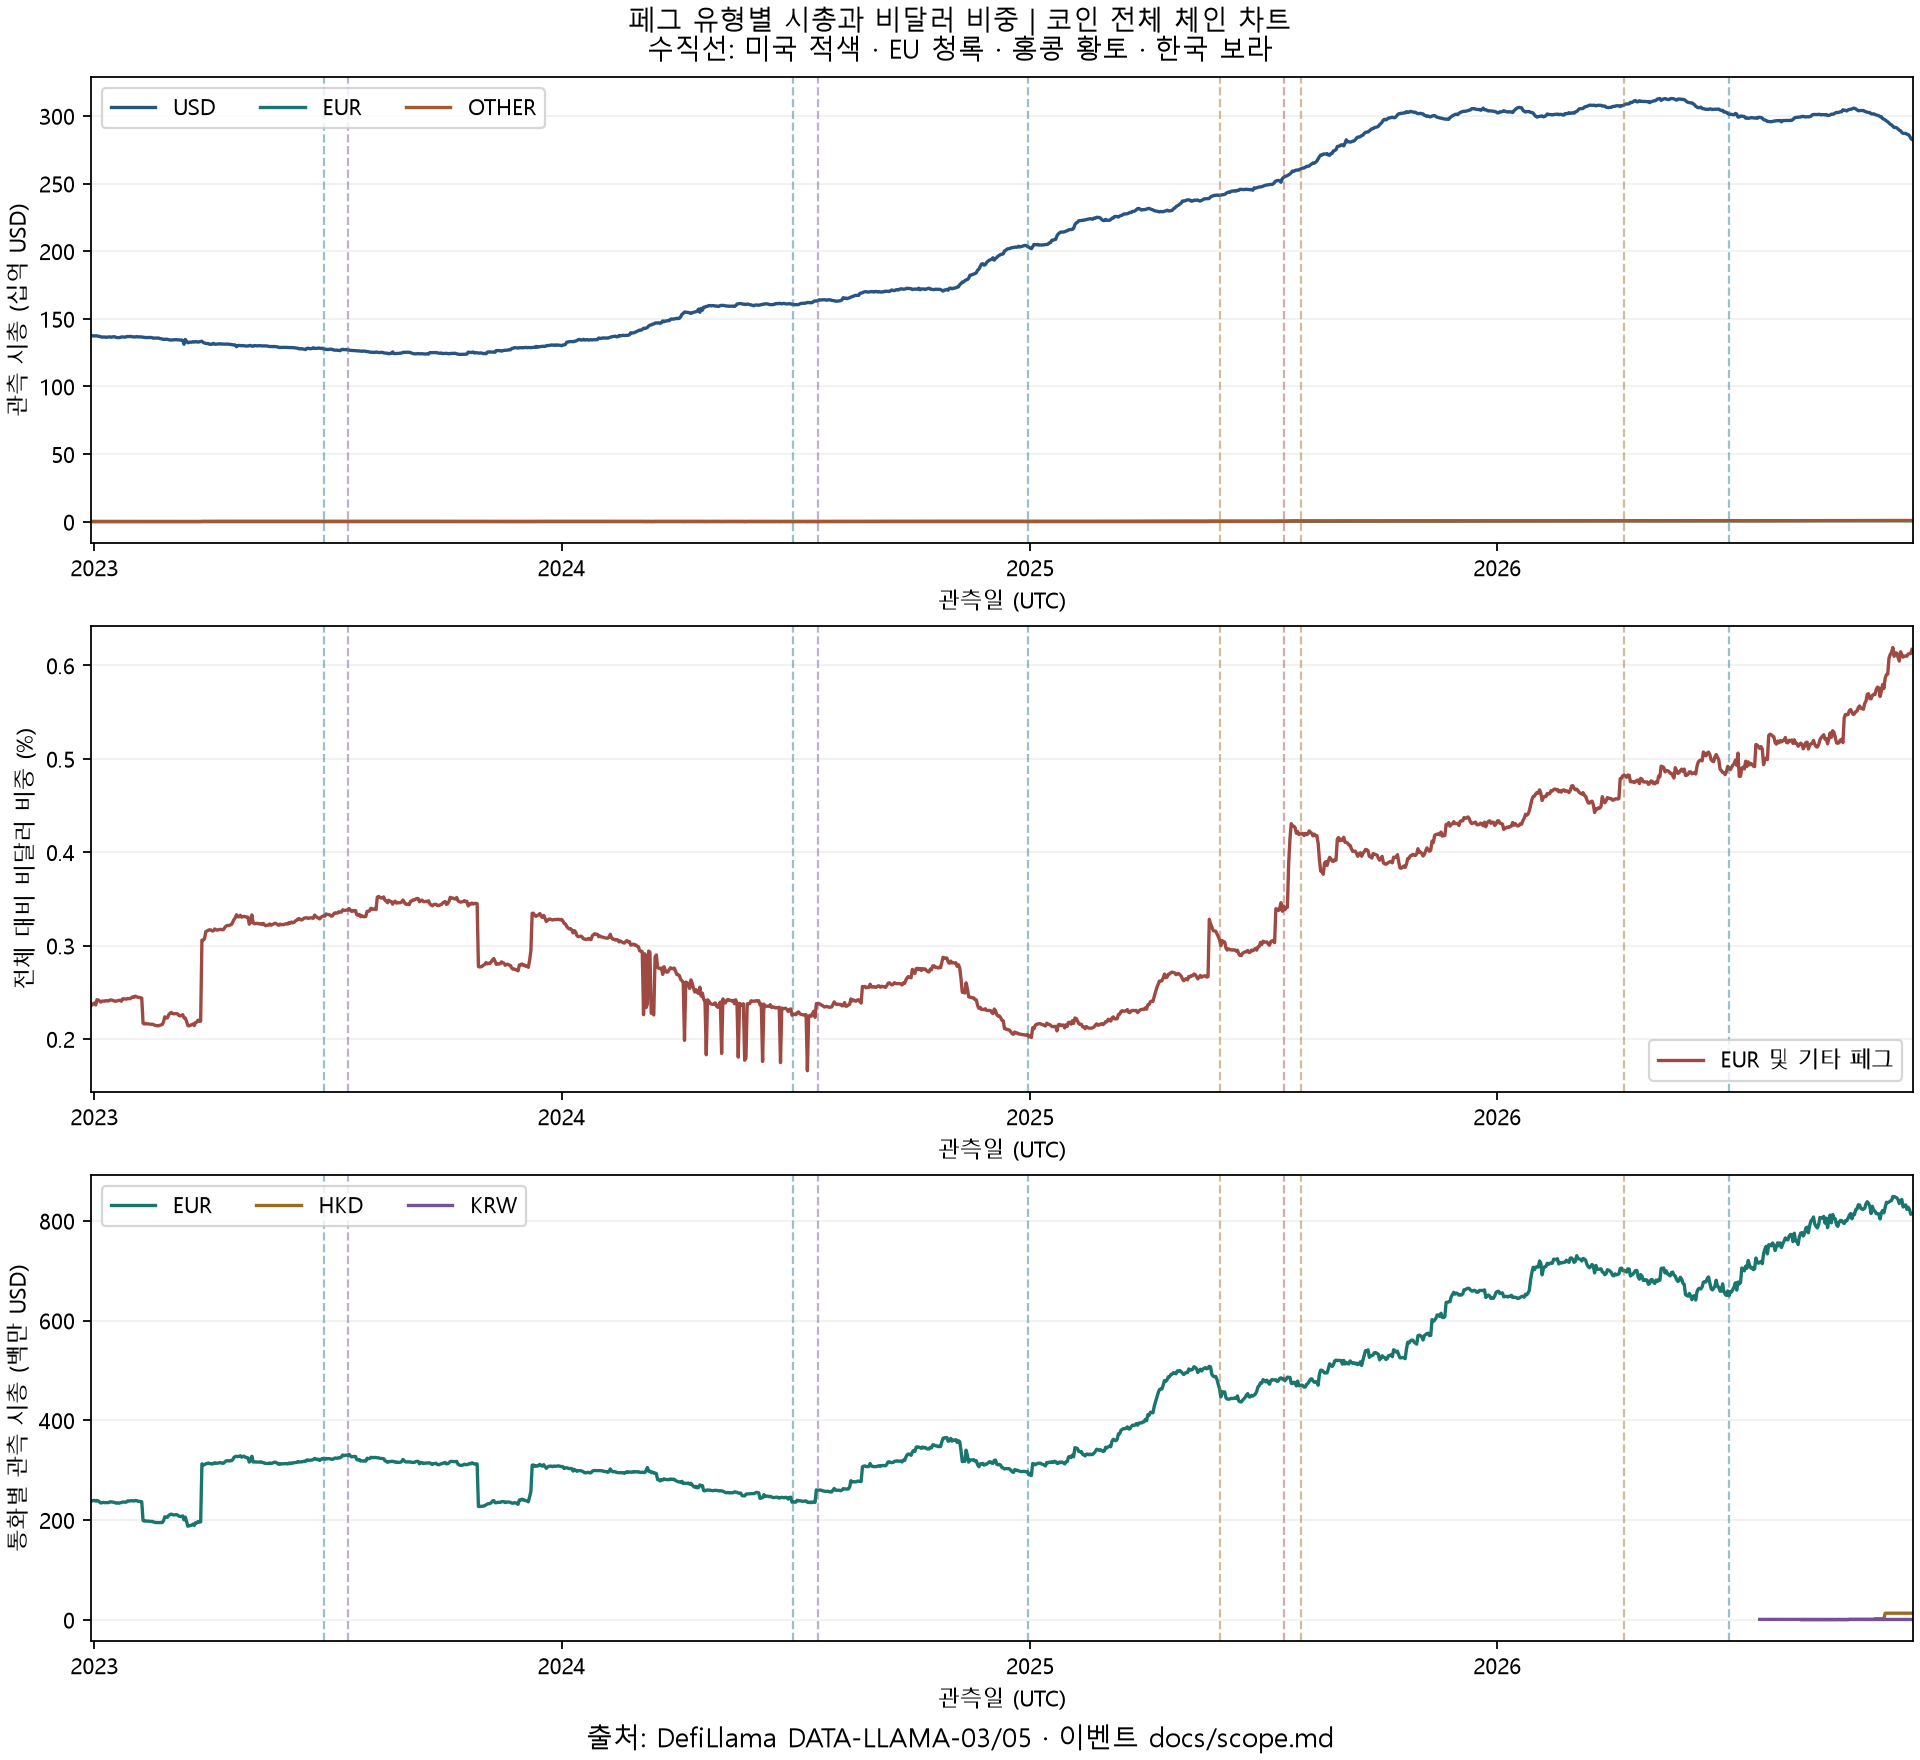 페그 유형별 시총과 비달러 비중 | 코인 전체 체인 차트
수직선: 미국 적색 · EU 청록 · 홍콩 황토 · 한국 보라
USD EUR OTHER
관측 시총 (십억 USD)
300
250
200
150
100
50
0
2023 2024 2025 2026
관측일 (UTC)
전체 대비 비달러 비중 (%)
0.6
0.5
0.4
0.3
0.2
EUR 및 기타 페그
2023 2024 2025 2026
관측일 (UTC)
EUR HKD KRW
통화별 관측 시총 (백만 USD)
800
600
400
200
0
2023 2024 2025 2026
관측일 (UTC)
출처: DefiLlama DATA-LLAMA-03/05 · 이벤트 docs/scope.md